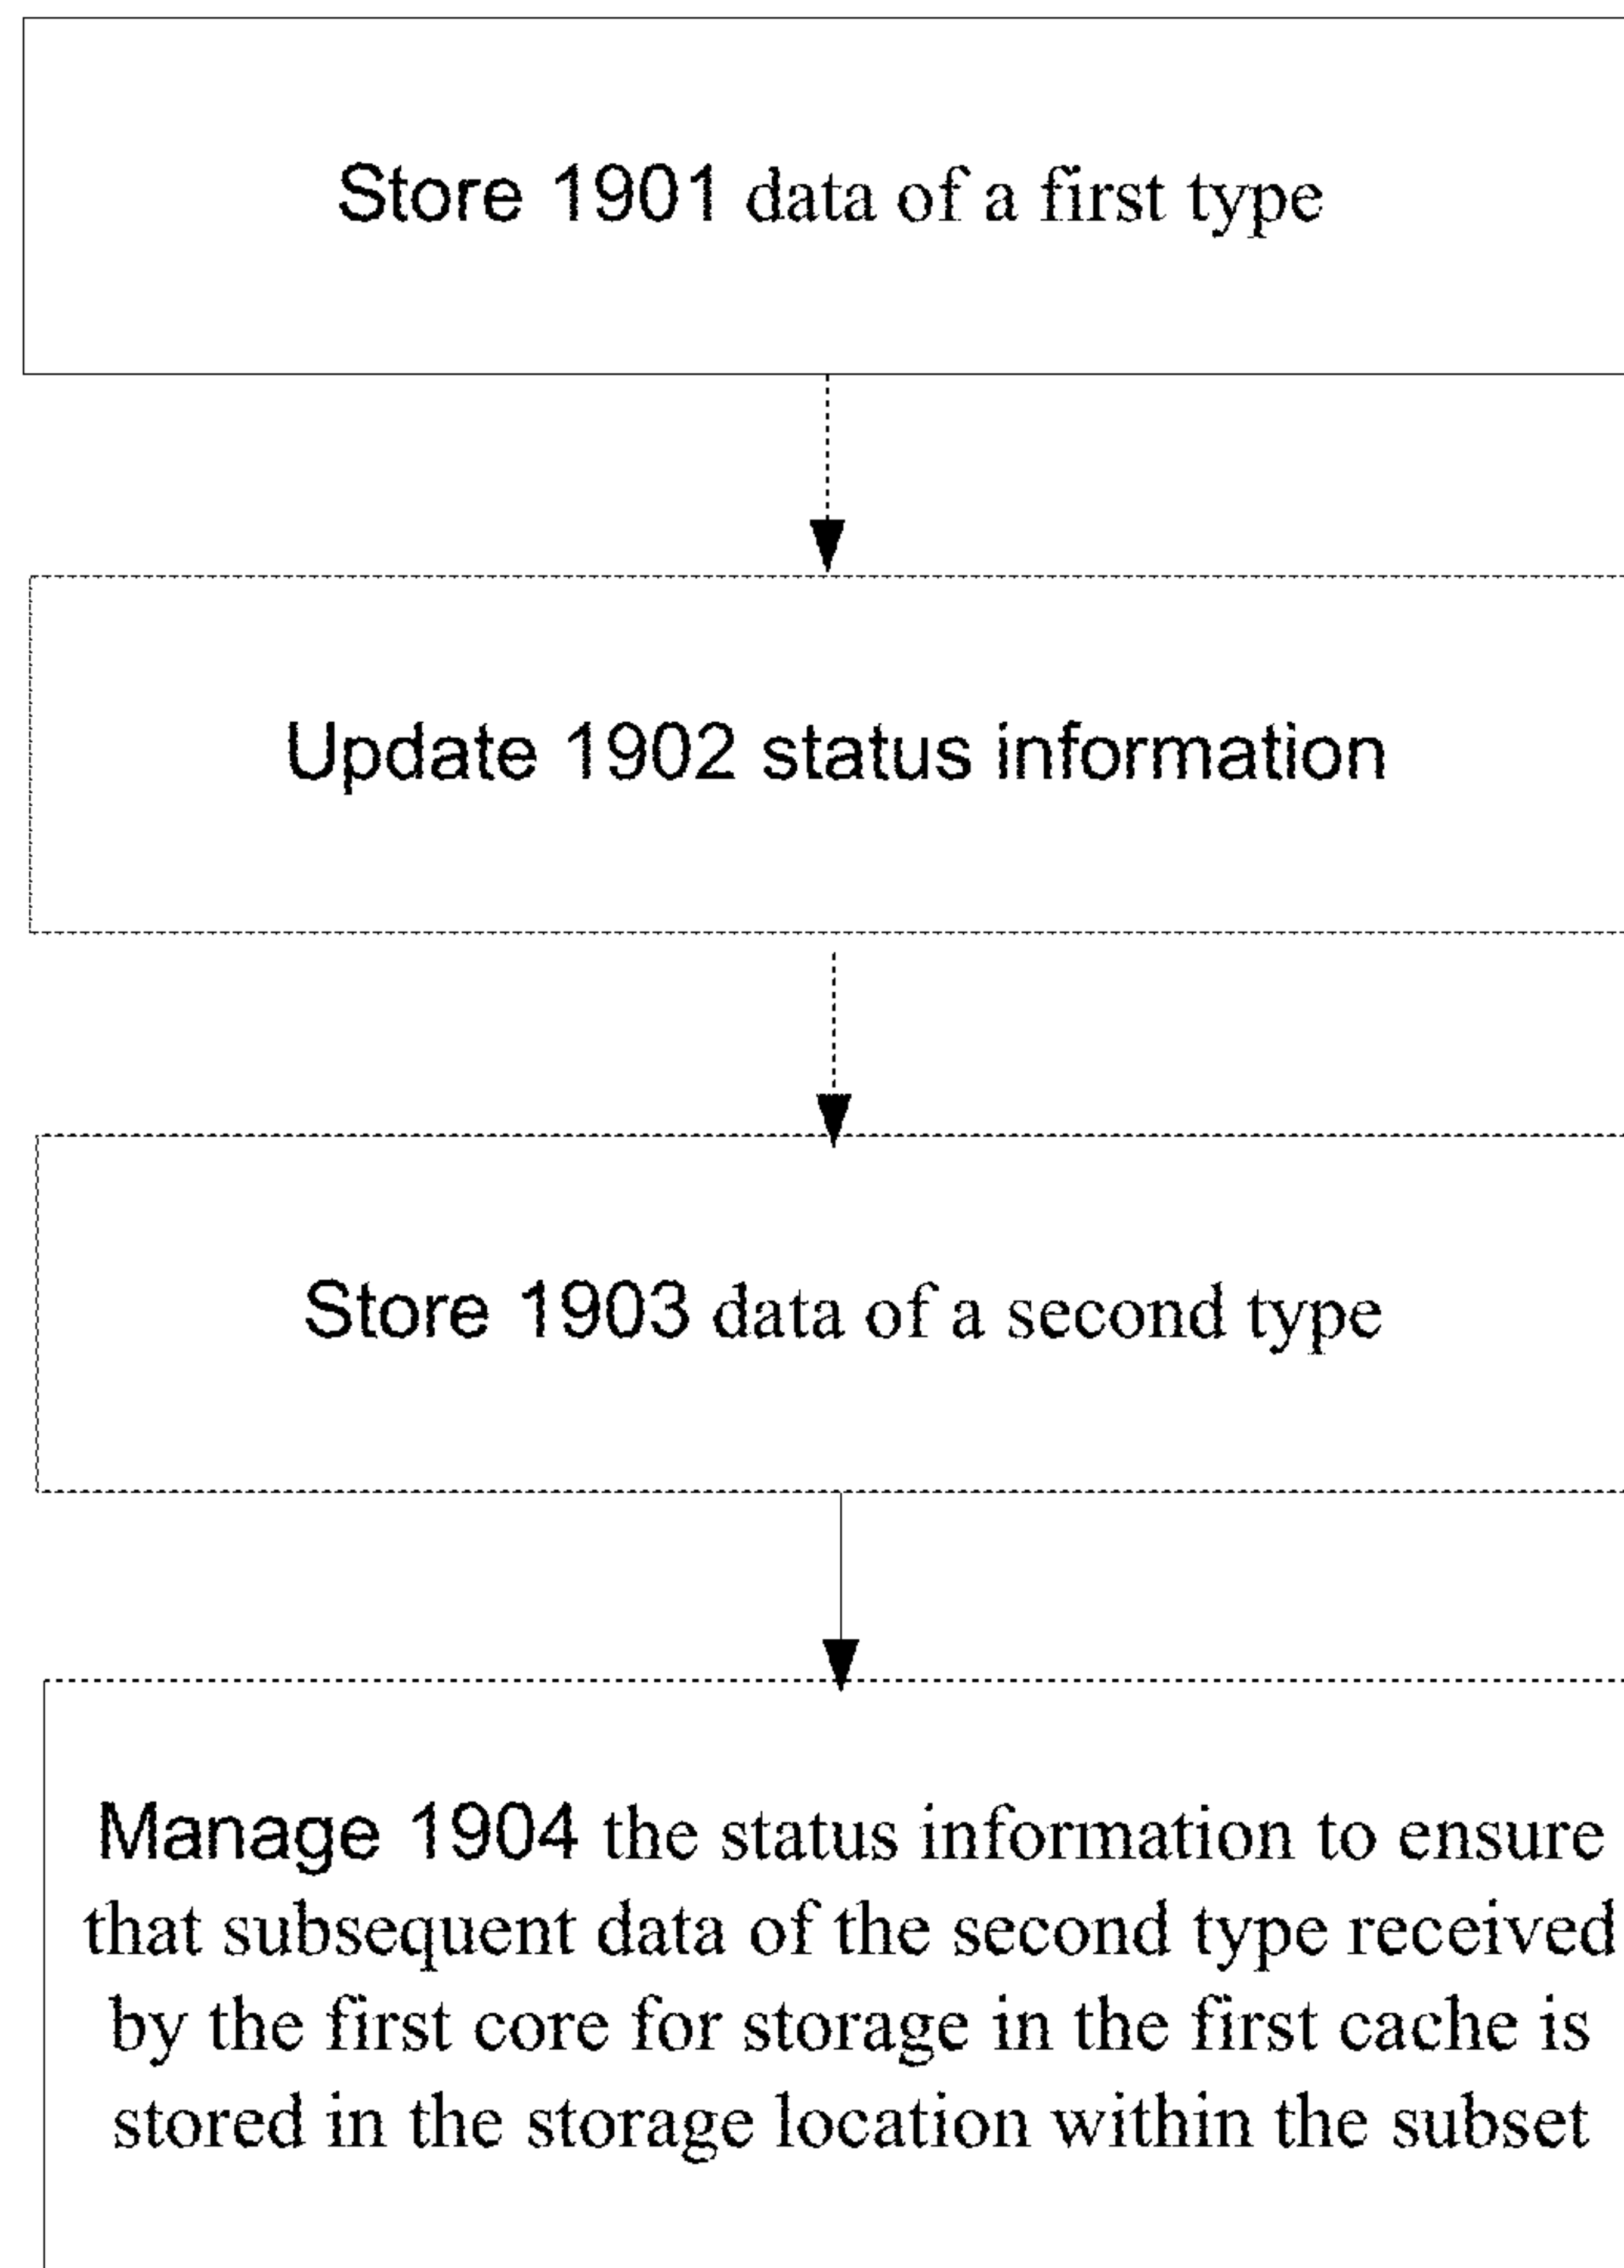 Store 1901 data of a first type
Update 1902 status information
Store 1903 data of a second type
Manage 1904 the status information to ensure
that subsequent data of the second type received
by the first core for storage in the first cache is
stored in the storage location within the subset